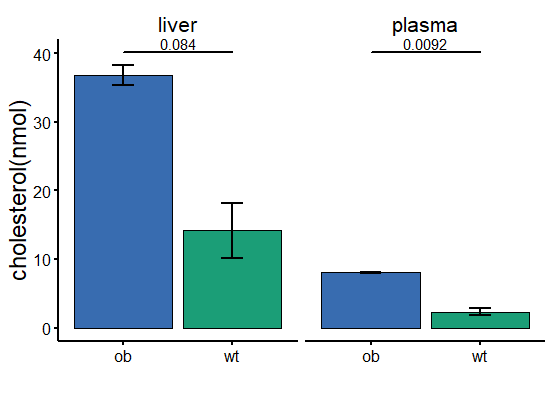 liver
plasma
0.084
0.0092
cholesterol(nmol)
40
30
20
10
0
ob
wt
ob
wt